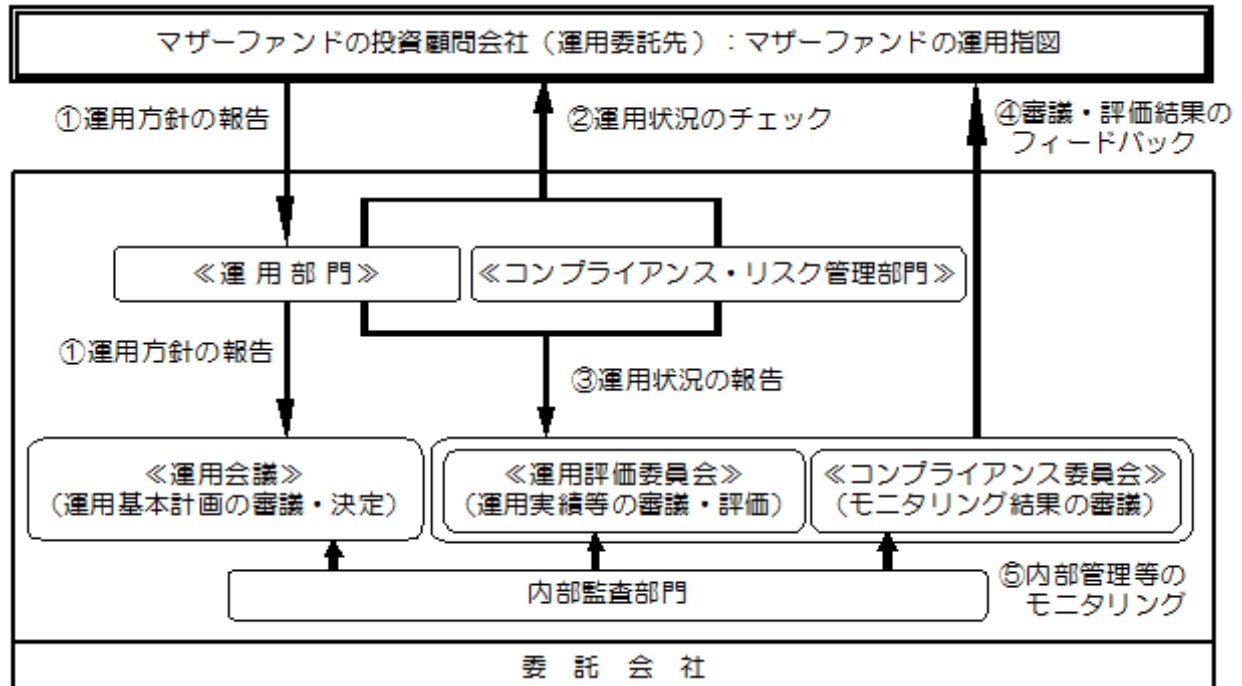 マザーファンドの投資顧問会社(運用委託先):マザーファンドの運用指図
①運用方針の報告
②運用状況のチェック
④審議・評価結果の
フィードバック
≪運 用 部 門≫
≪コンプライアンス・リスク管理部門≫
①運用方針の報告
③運用状況の報告
≪運用会議≫
(運用基本計画の審議・決定)
≪運用評価委員会≫
(運用実績等の審議・評価)
≪コンプライアンス委員会≫
(モニタリング結果の審議)
内部監査部門
⑤内部管理等の
モニタリング
委 託 会 社